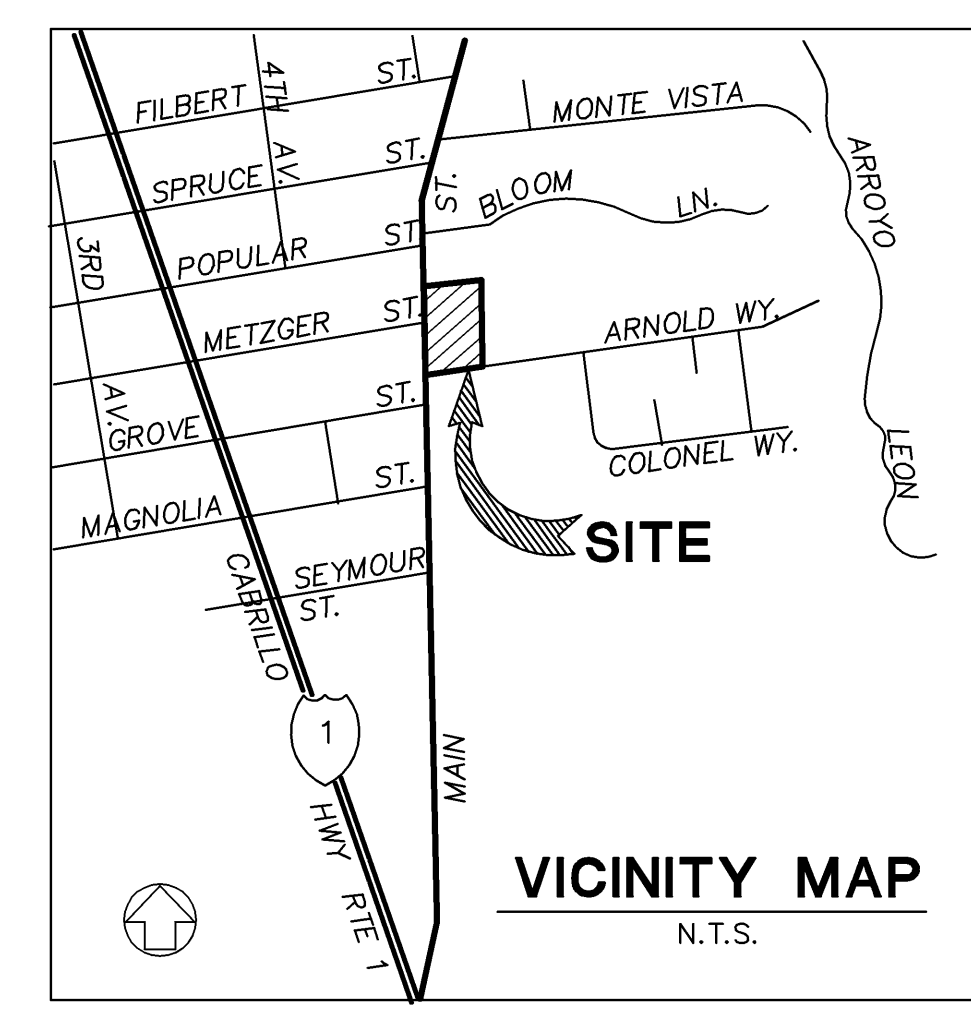 FILBERT ST.
4TH AV.
MONTE VISTA
SPRUCE ST.
ST.
BLOOM LN.
ARROYO LEON
3RD AV.
POPULAR ST.
METZGER ST.
ARNOLD WY.
GROVE ST.
COLONEL WY.
MAGNOLIA ST.
SITE
SEYMOUR
ST.
CABRILLO
1
HWY RTE 1
MAIN
VICINITY MAP
N.T.S.